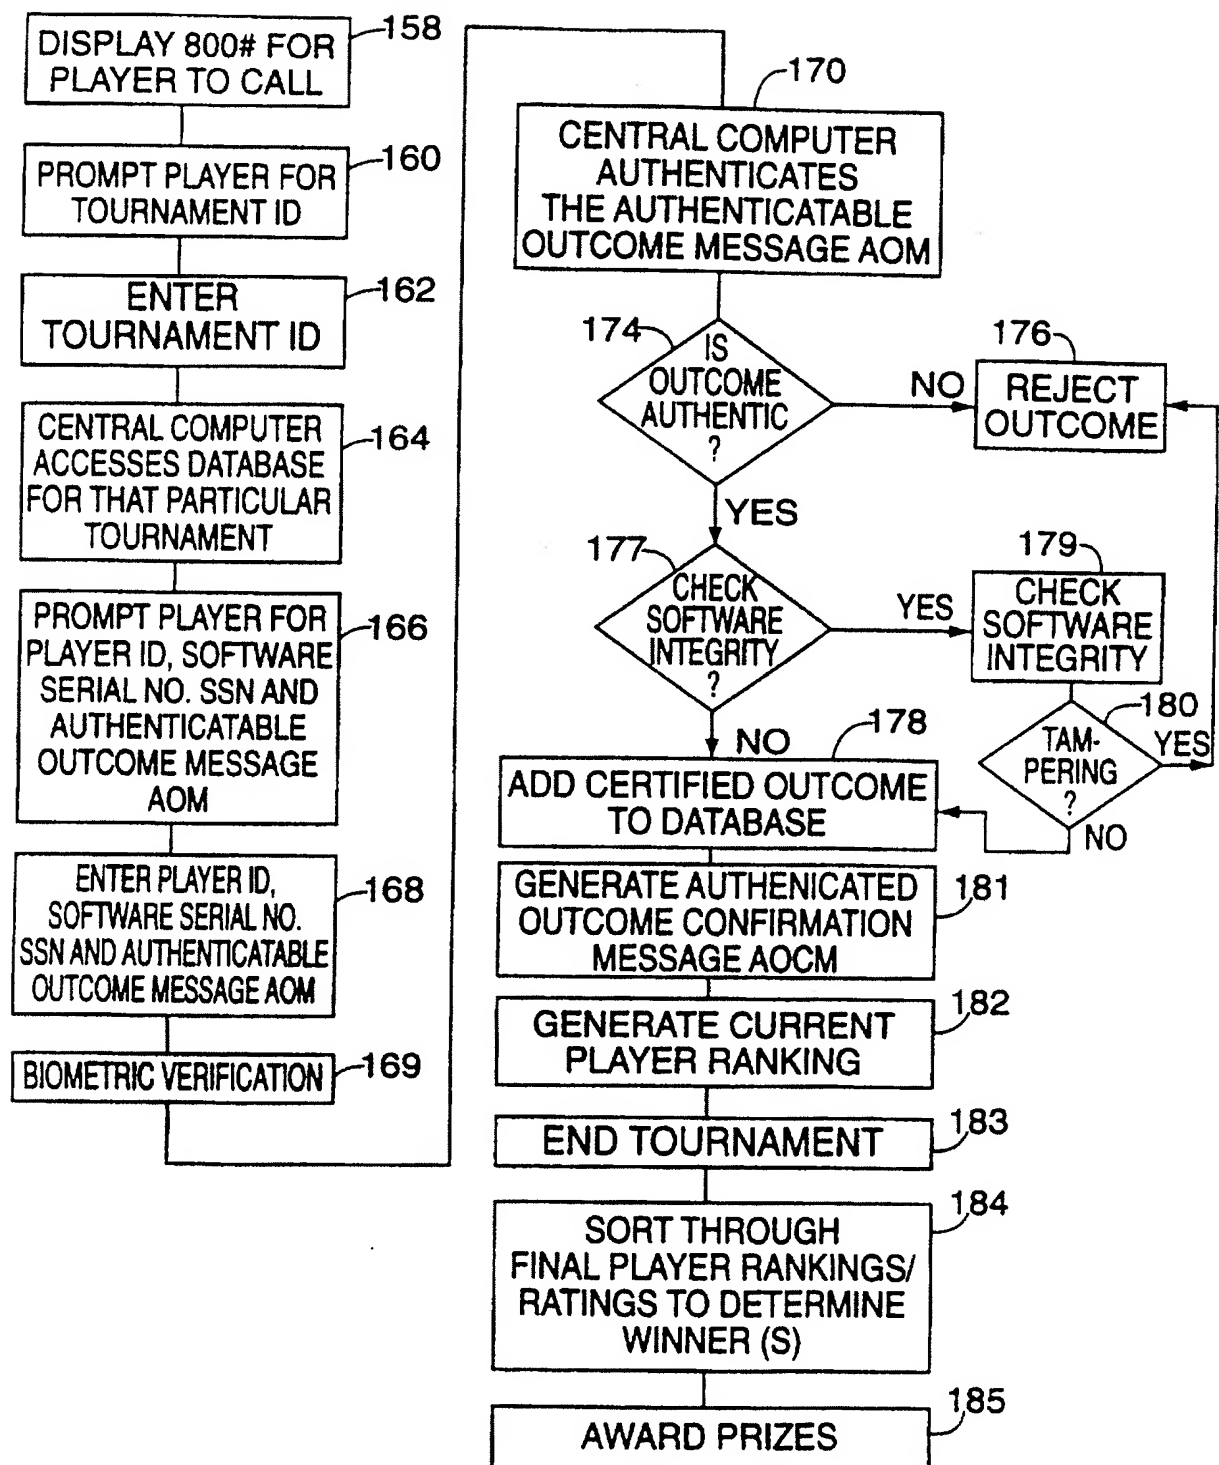 DISPLAY 800# FOR
PLAYER TO CALL
158
PROMPT PLAYER FOR
TOURNAMENT ID
160
ENTER
TOURNAMENT ID
162
CENTRAL COMPUTER
ACCESSES DATABASE
FOR THAT PARTICULAR
TOURNAMENT
164
PROMPT PLAYER FOR
PLAYER ID, SOFTWARE
SERIAL NO. SSN AND
AUTHENTICATABLE
OUTCOME MESSAGE
AOM
166
ENTER PLAYER ID,
SOFTWARE SERIAL NO.
SSN AND AUTHENTICATABLE
OUTCOME MESSAGE AOM
168
BIOMETRIC VERIFICATION
169
170
CENTRAL COMPUTER
AUTHENTICATES
THE AUTHENTICATABLE
OUTCOME MESSAGE AOM
174
IS
OUTCOME
AUTHENTIC
?
NO
176
REJECT
OUTCOME
YES
177
CHECK
SOFTWARE
INTEGRITY
?
YES
179
CHECK
SOFTWARE
INTEGRITY
180
TAM-
PERING
?
YES
NO
NO
178
ADD CERTIFIED OUTCOME
TO DATABASE
GENERATE AUTHENICATED
OUTCOME CONFIRMATION
MESSAGE AOCM
181
GENERATE CURRENT
PLAYER RANKING
182
END TOURNAMENT
183
SORT THROUGH
FINAL PLAYER RANKINGS/
RATINGS TO DETERMINE
WINNER (S)
184
AWARD PRIZES
185